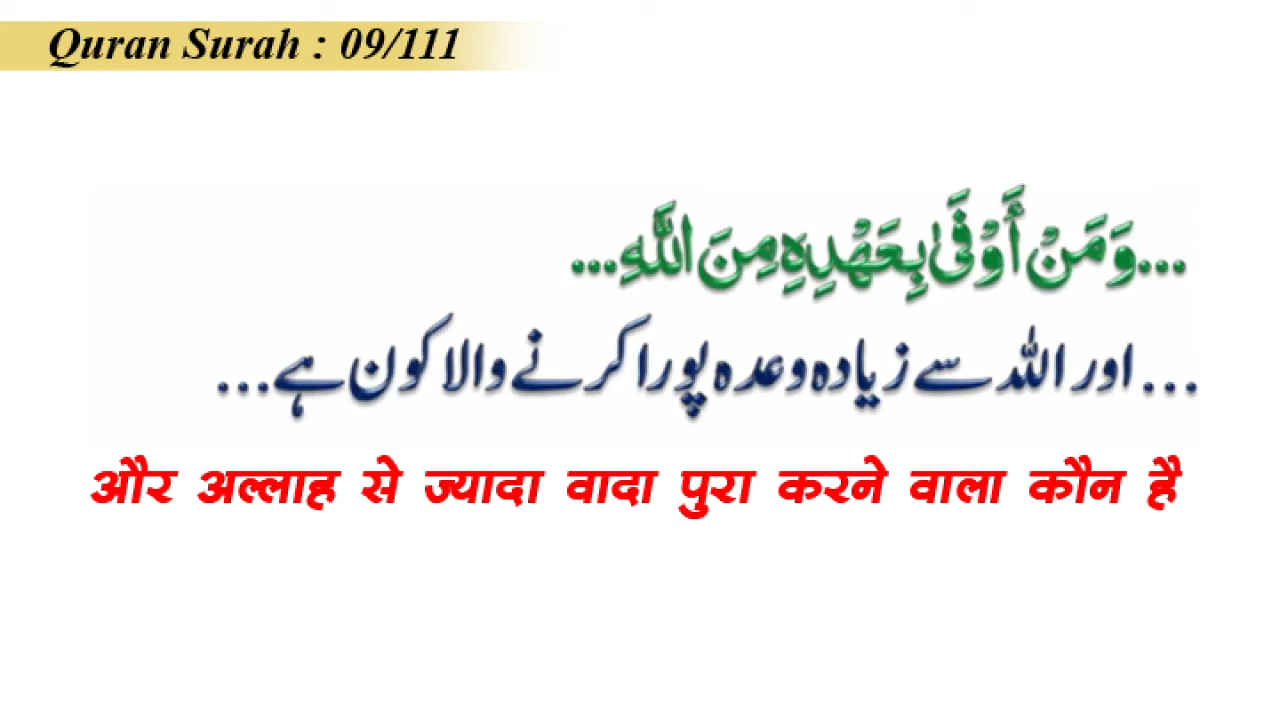 Quran Surah : 09/111
...وَمَنْ أَوْفَىٰ بِعَهْدِهِ مِنَ اللَّهِ...
... اور اللہ سے زیادہ وعدہ پورا کرنے والا کون ہے...
और अल्लाह से ज्यादा वादा पुरा करने वाला कौन है